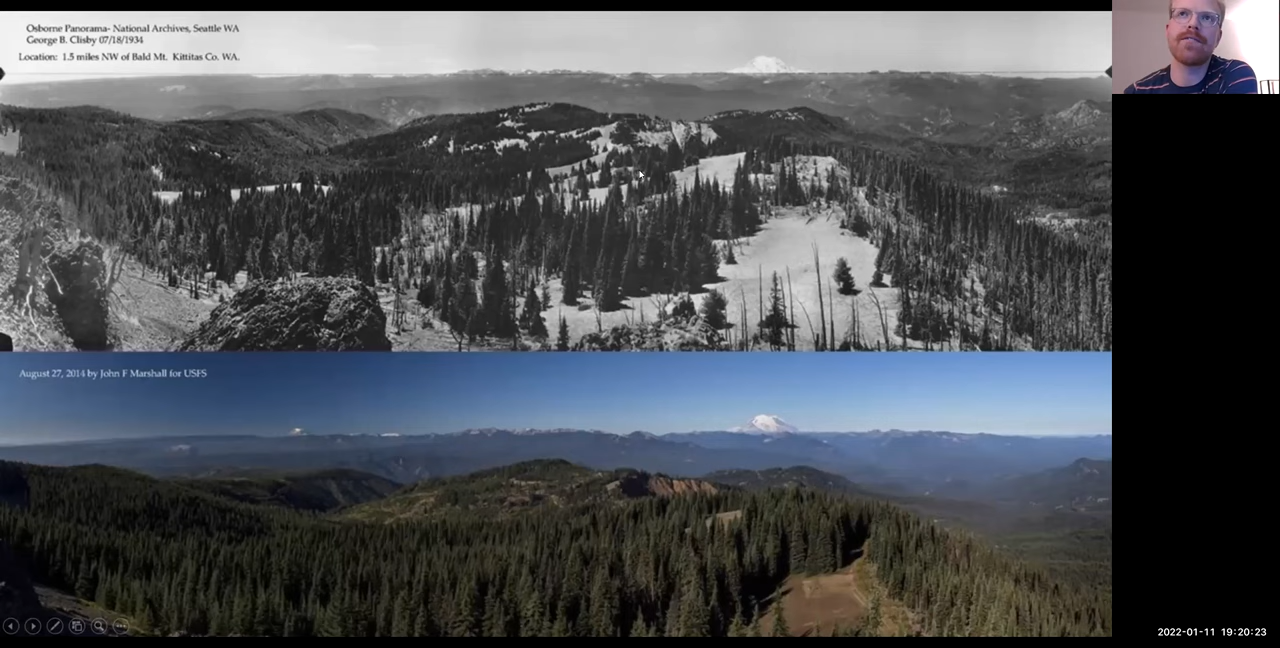 Osborne Panorama- National Archives, Seattle WA
George B. Clisby 07/18/1934
Location: 1.5 miles NW of Bald Mt. Kittitas Co. WA.
August 27, 2014 by John F Marshall for USFS
2022-01-11 19:20:23